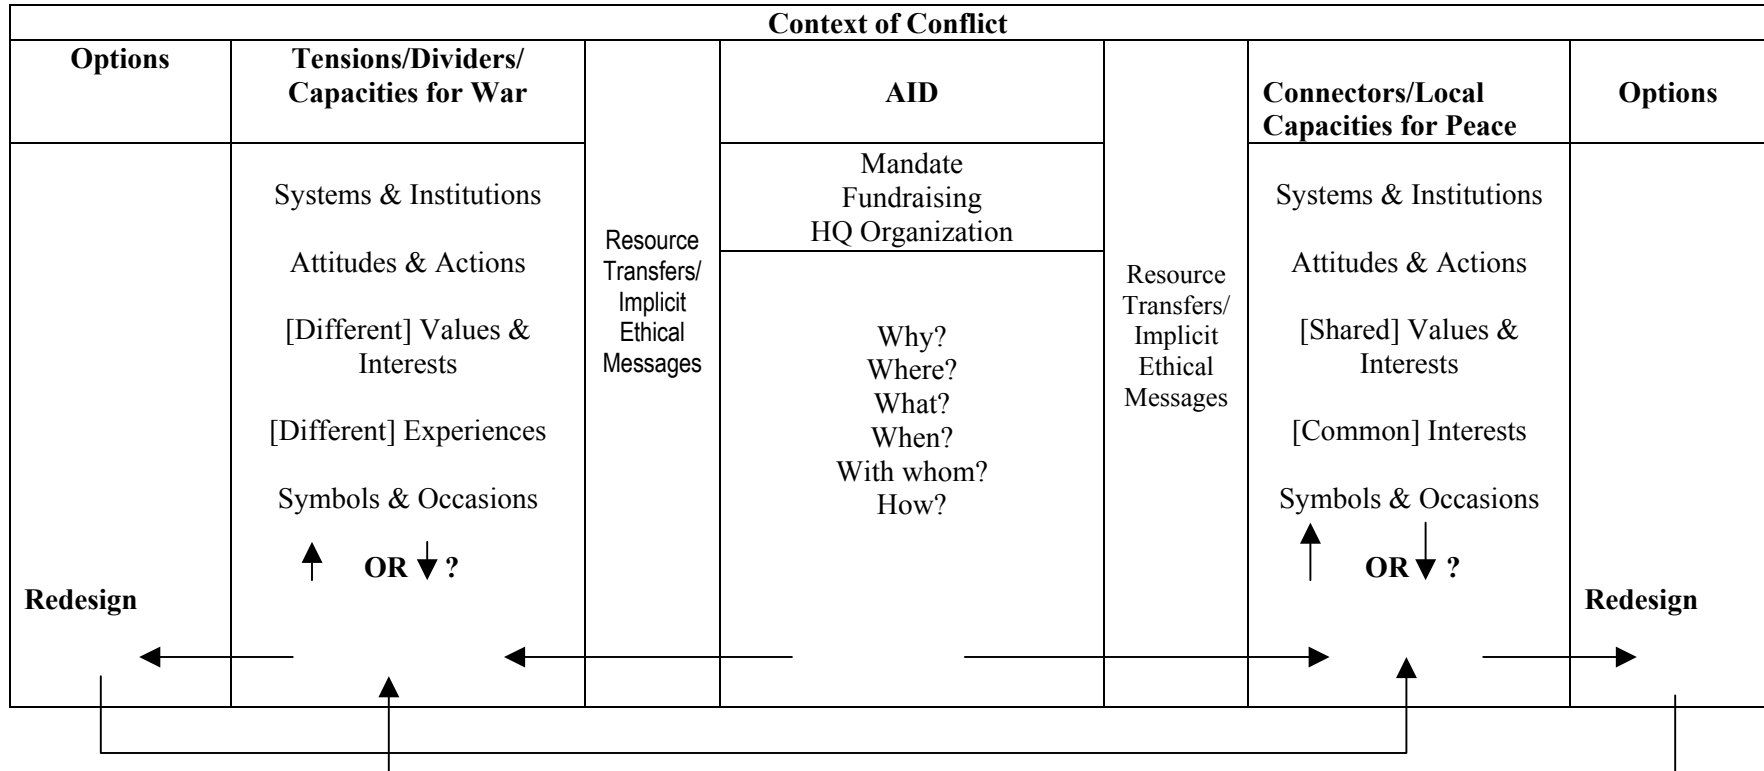 Context of Conflict
Options
Tensions/Dividers/
Capacities for War
AID
Connectors/Local
Capacities for Peace
Options
Systems & Institutions
Attitudes & Actions
[Different] Values &
Interests
[Different] Experiences
Symbols & Occasions
OR ?
Redesign
Resource
Transfers/
Implicit
Ethical
Messages
Mandate
Fundraising
HQ Organization
Why?
Where?
What?
When?
With whom?
How?
Resource
Transfers/
Implicit
Ethical
Messages
Systems & Institutions
Attitudes & Actions
[Shared] Values &
Interests
[Common] Interests
Symbols & Occasions
OR ?
Redesign